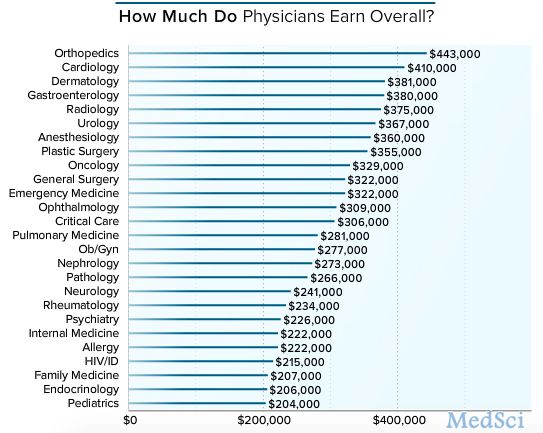 How Much Do Physicians Earn Overall?
Orthopedics $443,000
Cardiology $410,000
Dermatology $381,000
Gastroenterology $380,000
Radiology $375,000
Urology $367,000
Anesthesiology $360,000
Plastic Surgery $355,000
Oncology $329,000
General Surgery $322,000
Emergency Medicine $322,000
Ophthalmology $309,000
Critical Care $306,000
Pulmonary Medicine $281,000
Ob/Gyn $277,000
Nephrology $273,000
Pathology $266,000
Neurology $241,000
Rheumatology $234,000
Psychiatry $226,000
Internal Medicine $222,000
Allergy $222,000
HIV/ID $215,000
Family Medicine $207,000
Endocrinology $206,000
Pediatrics $204,000
$0 $200,000 $400,000
MedSci